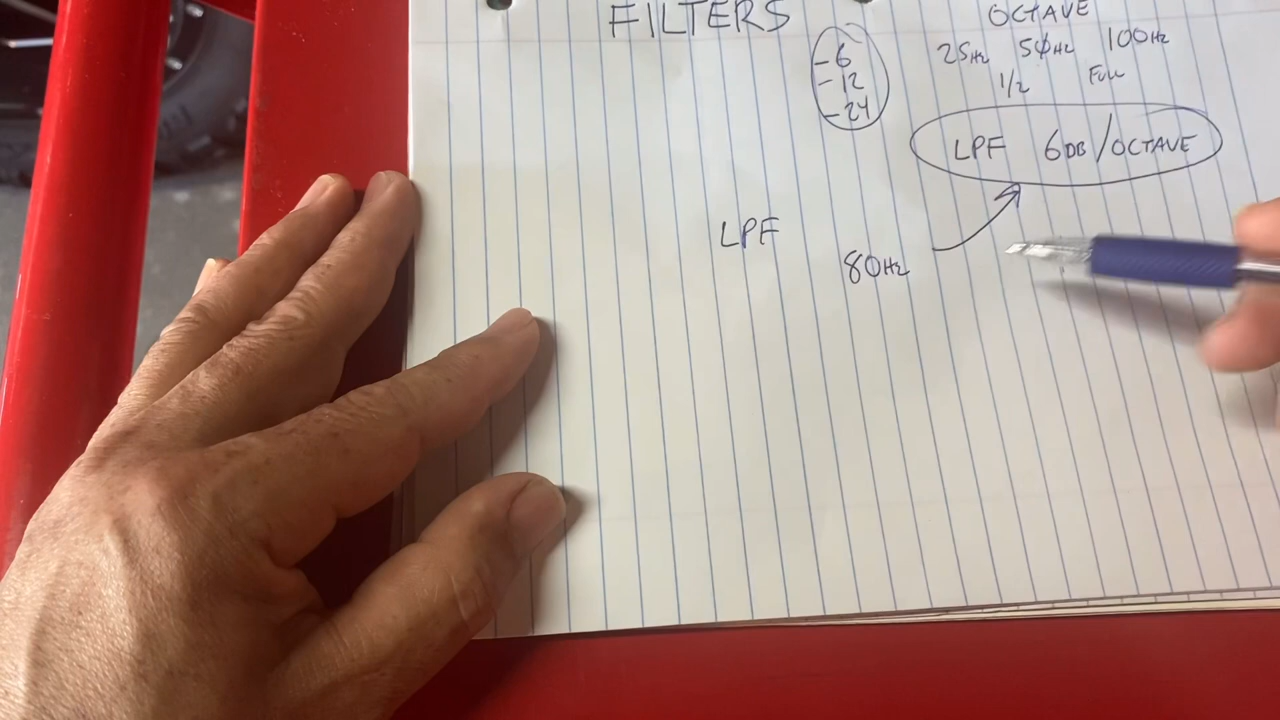 FILTERS
OCTAVE
-6
-12
-24
25Hz 50Hz 100Hz
1/2 Full
LPF 6DB/OCTAVE
LPF
80Hz